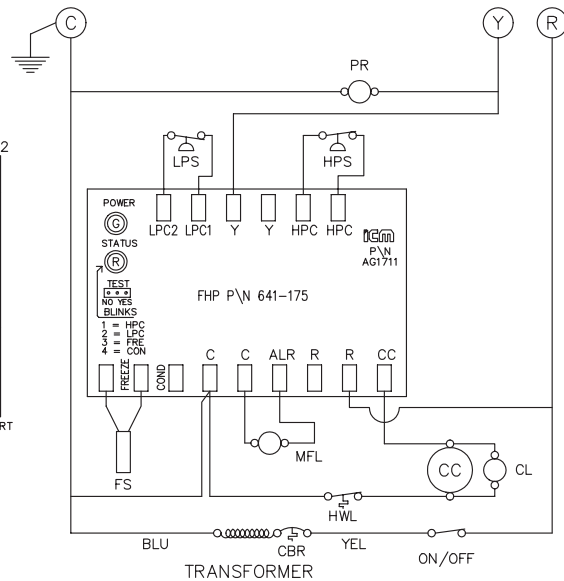 C
Y
R
PR
2
LPS
HPS
POWER
G
LPC2
LPC1
Y
Y
HPC
HPC
STATUS
R
icm
P\N
AG1711
TEST
NO YES
BLINKS
FHP P\N 641-175
1 = HPC
2 = LPC
3 = FRE
4 = CON
FREEZE
COND
C
C
ALR
R
R
CC
RT
FS
MFL
CC
CL
HWL
BLU
CBR
YEL
ON/OFF
TRANSFORMER